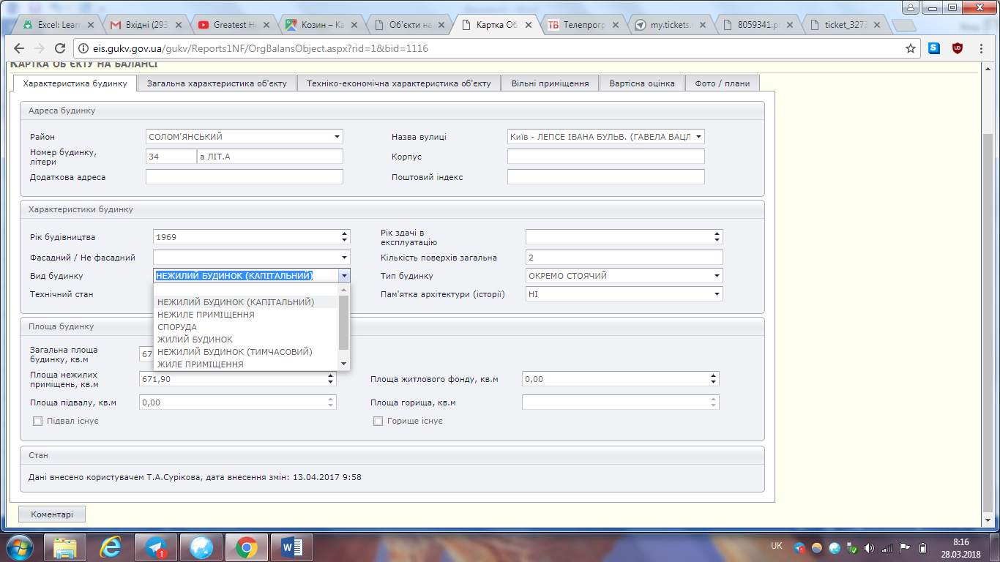 Excel: Lear
Вхідні (293
Greatest Hi
Козин – Ка
Об'єкти на
Картка Об
Телепрогр
my.tickets.
8059341.p
ticket_3273
eis.gukv.gov.ua/gukv/Reports1NF/OrgBalansObject.aspx?rid=1&bid=1116
КАРТКА ОБ'ЄКТУ НА БАЛАНСІ
Характеристика будинку
Загальна характеристика об'єкту
Техніко-економічна характеристика об'єкту
Вільні приміщення
Вартісна оцінка
Фото / плани
Адреса будинку
Район
СОЛОМ'ЯНСЬКИЙ
Назва вулиці
Київ - ЛЕПСЕ ІВАНА БУЛЬВ. (ГАВЕЛА ВАЦЛ
Номер будинку,
літери
34
а ЛІТ.А
Корпус
Додаткова адреса
Поштовий індекс
Характеристики будинку
Рік будівництва
1969
Рік здачі в
експлуатацію
Фасадний / Не фасадний
Кількість поверхів загальна
2
Вид будинку
НЕЖИЛИЙ БУДИНОК (КАПІТАЛЬНИЙ)
Тип будинку
ОКРЕМО СТОЯЧИЙ
Технічний стан
Пам'ятка архітектури (історії)
НІ
НЕЖИЛИЙ БУДИНОК (КАПІТАЛЬНИЙ)
НЕЖИЛЕ ПРИМІЩЕННЯ
СПОРУДА
ЖИЛИЙ БУДИНОК
НЕЖИЛИЙ БУДИНОК (ТИМЧАСОВИЙ)
ЖИЛЕ ПРИМІЩЕННЯ
Площа будинку
Загальна площа
будинку, кв.м
67
Площа нежилих
приміщень, кв.м
671,90
Площа житлового фонду, кв.м
0,00
Площа підвалу, кв.м
0,00
Площа горища, кв.м
Підвал існує
Горище існує
Стан
Дані внесено користувачем Т.А.Сурікова, дата внесення змін: 13.04.2017 9:58
Коментарі
UK
8:16
28.03.2018